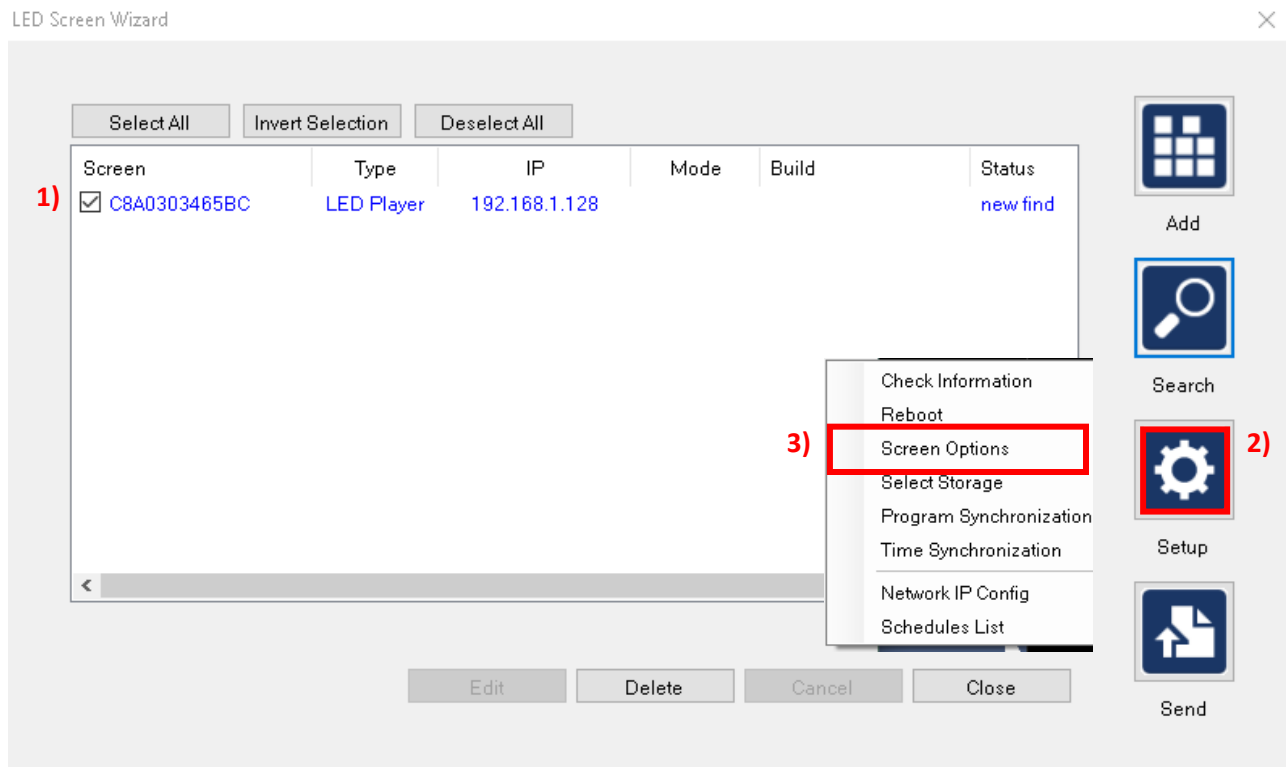 LED Screen Wizard
Select All Invert Selection Deselect All
Screen Type IP Mode Build Status
1) C8A0303465BC LED Player 192.168.1.128 new find
Add
Search
Check Information
Reboot
3) Screen Options
2)
Select Storage
Program Synchronization
Time Synchronization
Setup
Network IP Config
Schedules List
Edit Delete Cancel Close
Send